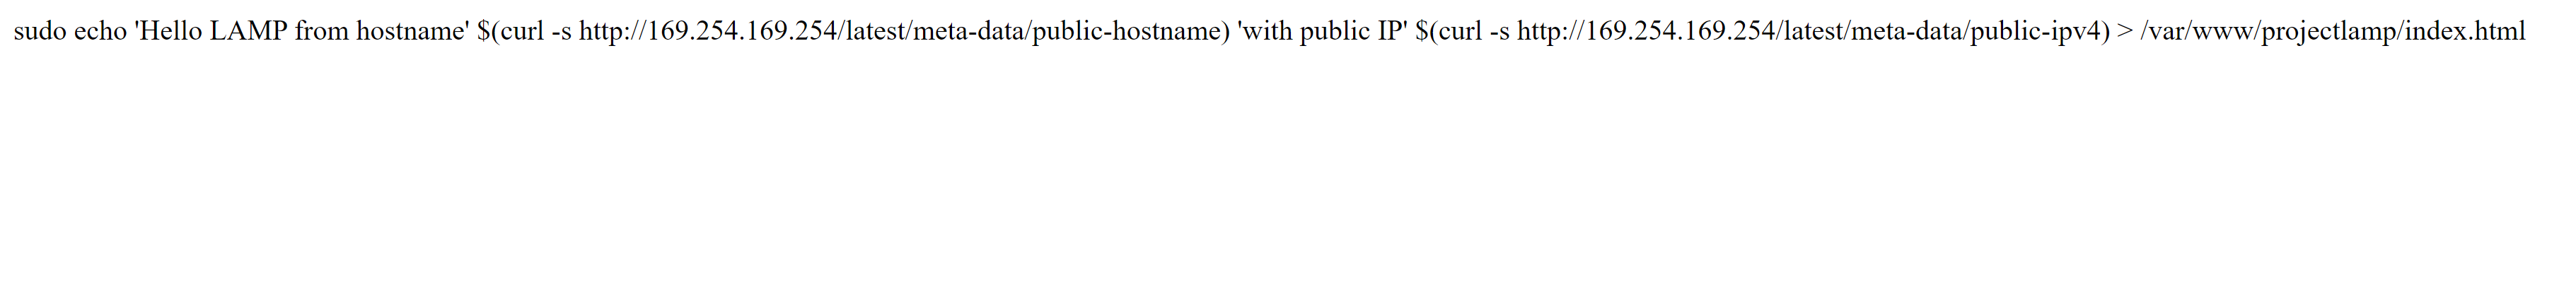 sudo echo 'Hello LAMP from hostname' $(curl -s http://169.254.169.254/latest/meta-data/public-hostname) 'with public IP' $(curl -s http://169.254.169.254/latest/meta-data/public-ipv4) > /var/www/projectlamp/index.html